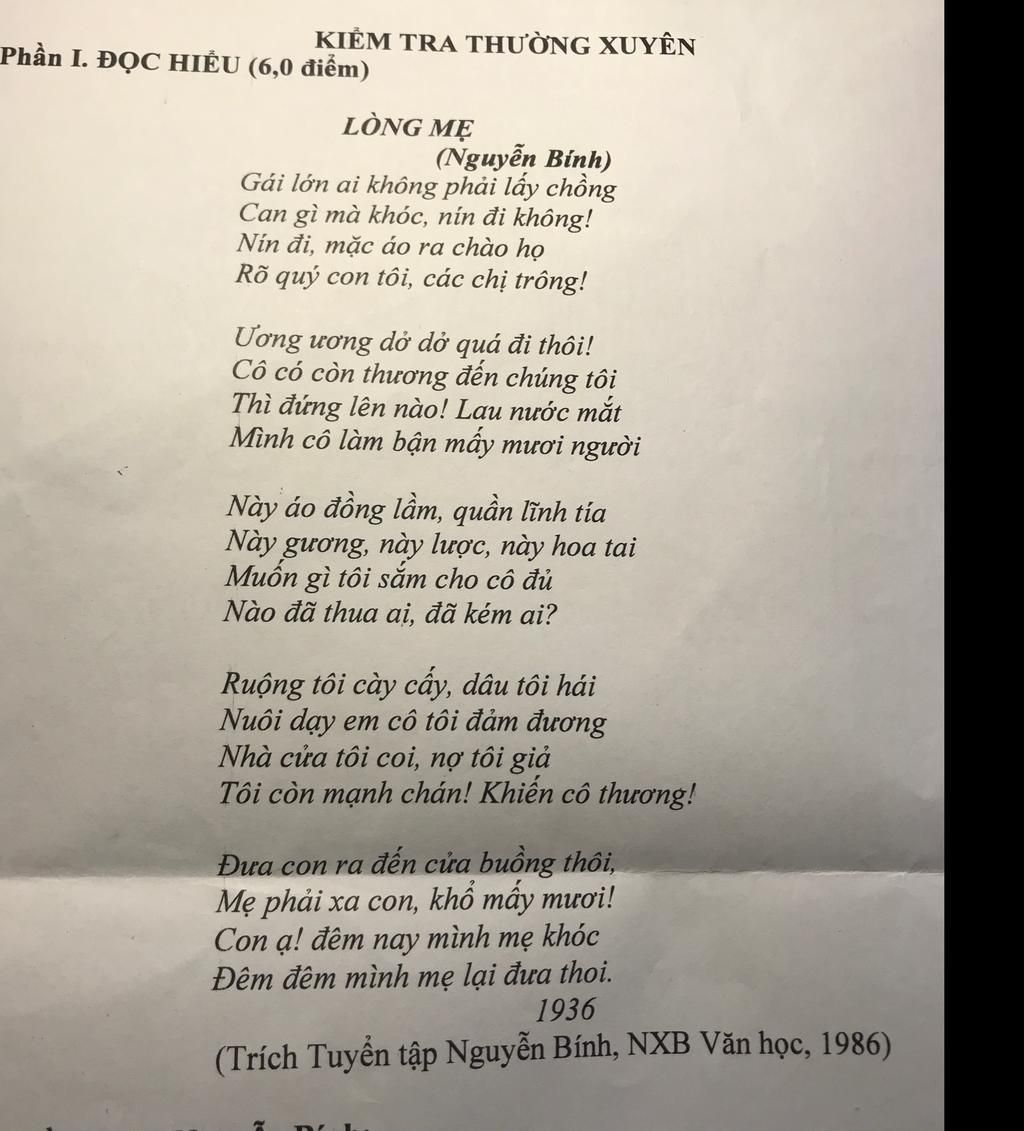 KIỂM TRA THƯỜNG XUYÊN
Phần I. ĐỌC HIỂU (6,0 điểm)
LÒNG MẸ
(Nguyễn Bính)
Gái lớn ai không phải lấy chồng
Can gì mà khóc, nín đi không!
Nín đi, mặc áo ra chào họ
Rõ quý con tôi, các chị trông!
Ương ương dở dở quá đi thôi!
Cô có còn thương đến chúng tôi
Thì đứng lên nào! Lau nước mắt
Mình cô làm bận mấy mươi người
Này áo đồng lầm, quần lĩnh tía
Này gương, này lược, này hoa tai
Muốn gì tôi sắm cho cô đủ
Nào đã thua ai, đã kém ai?
Ruộng tôi cày cấy, dâu tôi hái
Nuôi dạy em cô tôi đảm đương
Nhà cửa tôi coi, nợ tôi giả
Tôi còn mạnh chán! Khiến cô thương!
Đưa con ra đến cửa buồng thôi,
Mẹ phải xa con, khổ mấy mươi!
Con ạ! đêm nay mình mẹ khóc
Đêm đêm mình mẹ lại đưa thoi.
1936
(Trích Tuyển tập Nguyễn Bính, NXB Văn học, 1986)